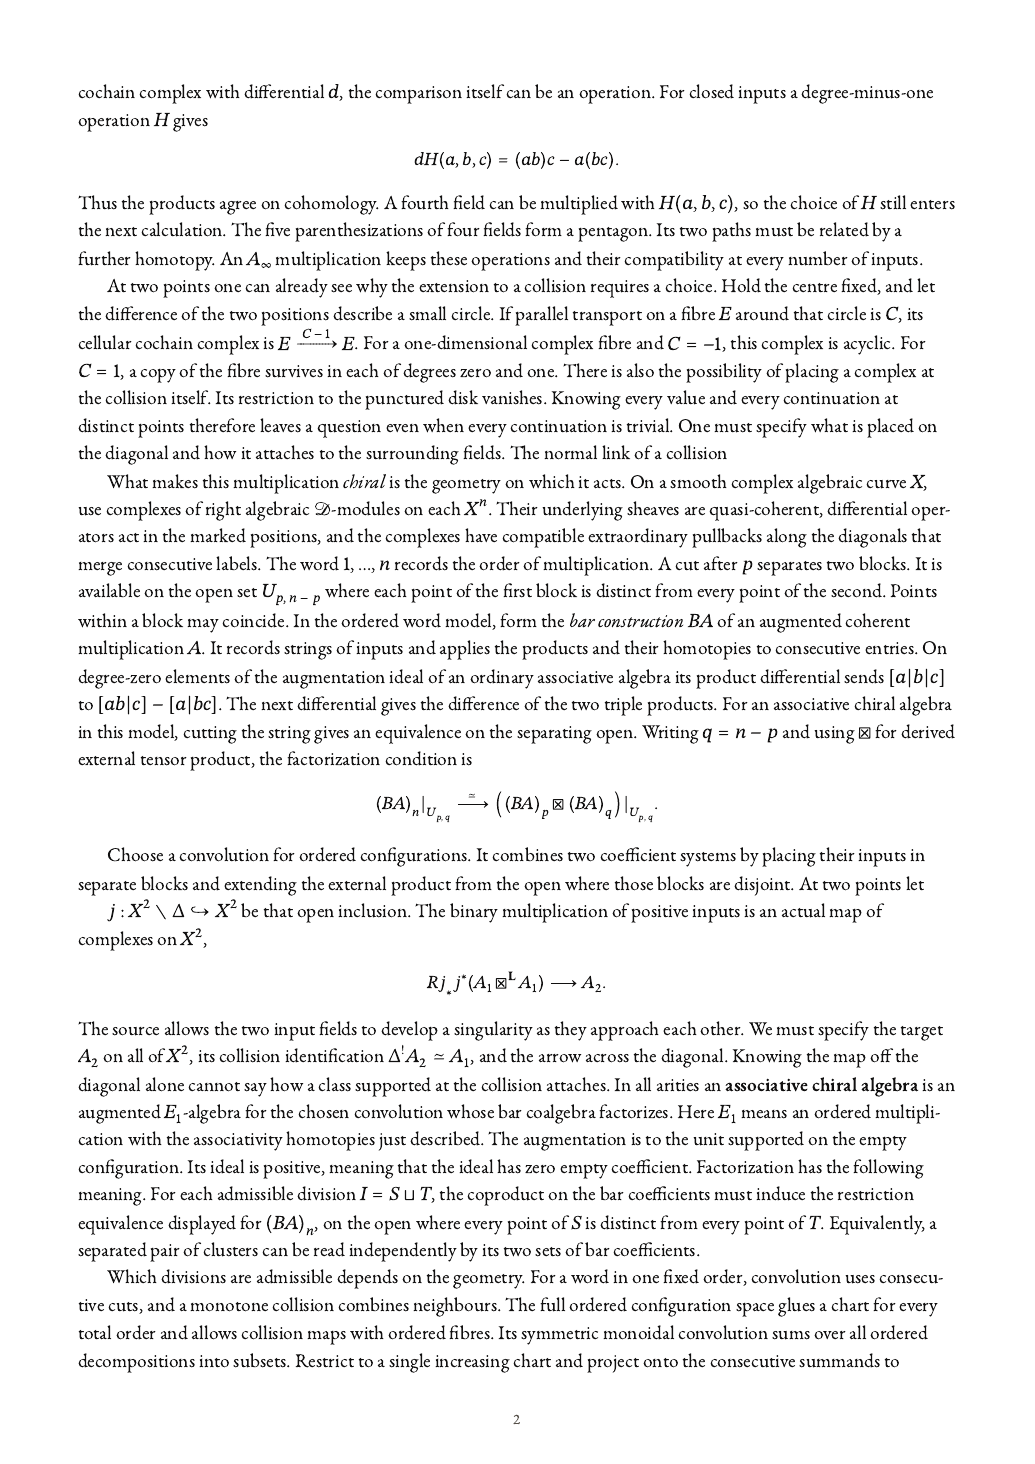 cochain complex with differential d, the comparison itself can be an operation. For closed inputs a degree-minus-one
operation H gives
dH(a, b, c) = (ab)c − a(bc).
Thus the products agree on cohomology. A fourth field can be multiplied with H(a, b, c), so the choice of H still enters
the next calculation. The five parenthesizations of four fields form a pentagon. Its two paths must be related by a
further homotopy. An A∞ multiplication keeps these operations and their compatibility at every number of inputs.
At two points one can already see why the extension to a collision requires a choice. Hold the centre fixed, and let
the difference of the two positions describe a small circle. If parallel transport on a fibre E around that circle is C, its
cellular cochain complex is E —C−1→ E. For a one-dimensional complex fibre and C = −1, this complex is acyclic. For
C = 1, a copy of the fibre survives in each of degrees zero and one. There is also the possibility of placing a complex at
the collision itself. Its restriction to the punctured disk vanishes. Knowing every value and every continuation at
distinct points therefore leaves a question even when every continuation is trivial. One must specify what is placed on
the diagonal and how it attaches to the surrounding fields. The normal link of a collision
What makes this multiplication chiral is the geometry on which it acts. On a smooth complex algebraic curve X,
use complexes of right algebraic 𝒟-modules on each Xⁿ. Their underlying sheaves are quasi-coherent, differential oper-
ators act in the marked positions, and the complexes have compatible extraordinary pullbacks along the diagonals that
merge consecutive labels. The word 1, …, n records the order of multiplication. A cut after p separates two blocks. It is
available on the open set U_{p, n−p} where each point of the first block is distinct from every point of the second. Points
within a block may coincide. In the ordered word model, form the bar construction BA of an augmented coherent
multiplication A. It records strings of inputs and applies the products and their homotopies to consecutive entries. On
degree-zero elements of the augmentation ideal of an ordinary associative algebra its product differential sends [a|b|c]
to [ab|c] − [a|bc]. The next differential gives the difference of the two triple products. For an associative chiral algebra
in this model, cutting the string gives an equivalence on the separating open. Writing q = n − p and using ⊠ for derived
external tensor product, the factorization condition is
(BA)_n|_{U_{p,q}} —≃→ ((BA)_p ⊠ (BA)_q)|_{U_{p,q}}.
Choose a convolution for ordered configurations. It combines two coefficient systems by placing their inputs in
separate blocks and extending the external product from the open where those blocks are disjoint. At two points let
j : X² \ Δ ↪ X² be that open inclusion. The binary multiplication of positive inputs is an actual map of
complexes on X²,
Rj_*j^*(A₁ ⊠^L A₁) ⟶ A₂.
The source allows the two input fields to develop a singularity as they approach each other. We must specify the target
A₂ on all of X², its collision identification Δ^!A₂ ≃ A₁, and the arrow across the diagonal. Knowing the map off the
diagonal alone cannot say how a class supported at the collision attaches. In all arities an associative chiral algebra is an
augmented E₁-algebra for the chosen convolution whose bar coalgebra factorizes. Here E₁ means an ordered multipli-
cation with the associativity homotopies just described. The augmentation is to the unit supported on the empty
configuration. Its ideal is positive, meaning that the ideal has zero empty coefficient. Factorization has the following
meaning. For each admissible division I = S ⊔ T, the coproduct on the bar coefficients must induce the restriction
equivalence displayed for (BA)_n, on the open where every point of S is distinct from every point of T. Equivalently, a
separated pair of clusters can be read independently by its two sets of bar coefficients.
Which divisions are admissible depends on the geometry. For a word in one fixed order, convolution uses consecu-
tive cuts, and a monotone collision combines neighbours. The full ordered configuration space glues a chart for every
total order and allows collision maps with ordered fibres. Its symmetric monoidal convolution sums over all ordered
decompositions into subsets. Restrict to a single increasing chart and project onto the consecutive summands to
2